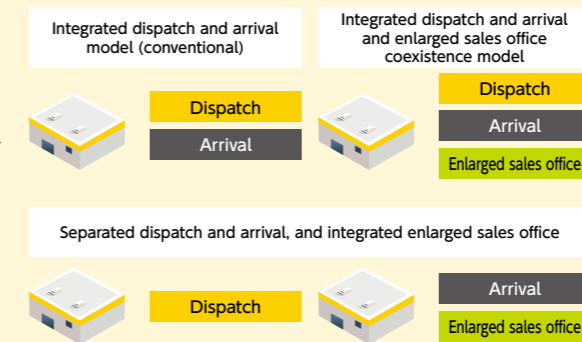 Integrated dispatch and arrival
model (conventional)
Dispatch
Arrival
Integrated dispatch and arrival
and enlarged sales office
coexistence model
Dispatch
Arrival
Enlarged sales office
Separated dispatch and arrival, and integrated enlarged sales office
Dispatch
Arrival
Enlarged sales office